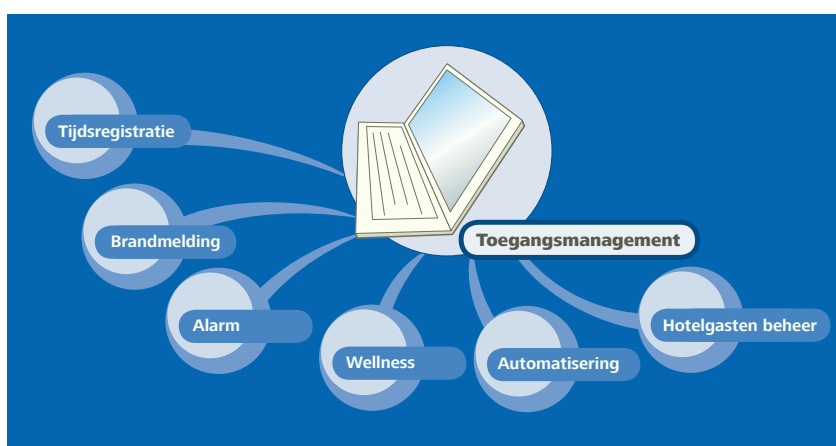 Tijdsregistratie
Brandmelding
Toegangsmanagement
Alarm
Hotelgasten beheer
Wellness
Automatisering